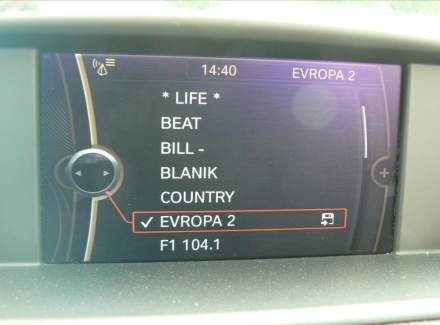 14:40 EVROPA 2
* LIFE *
BEAT
BILL -
BLANIK
COUNTRY
EVROPA 2
F1 104.1